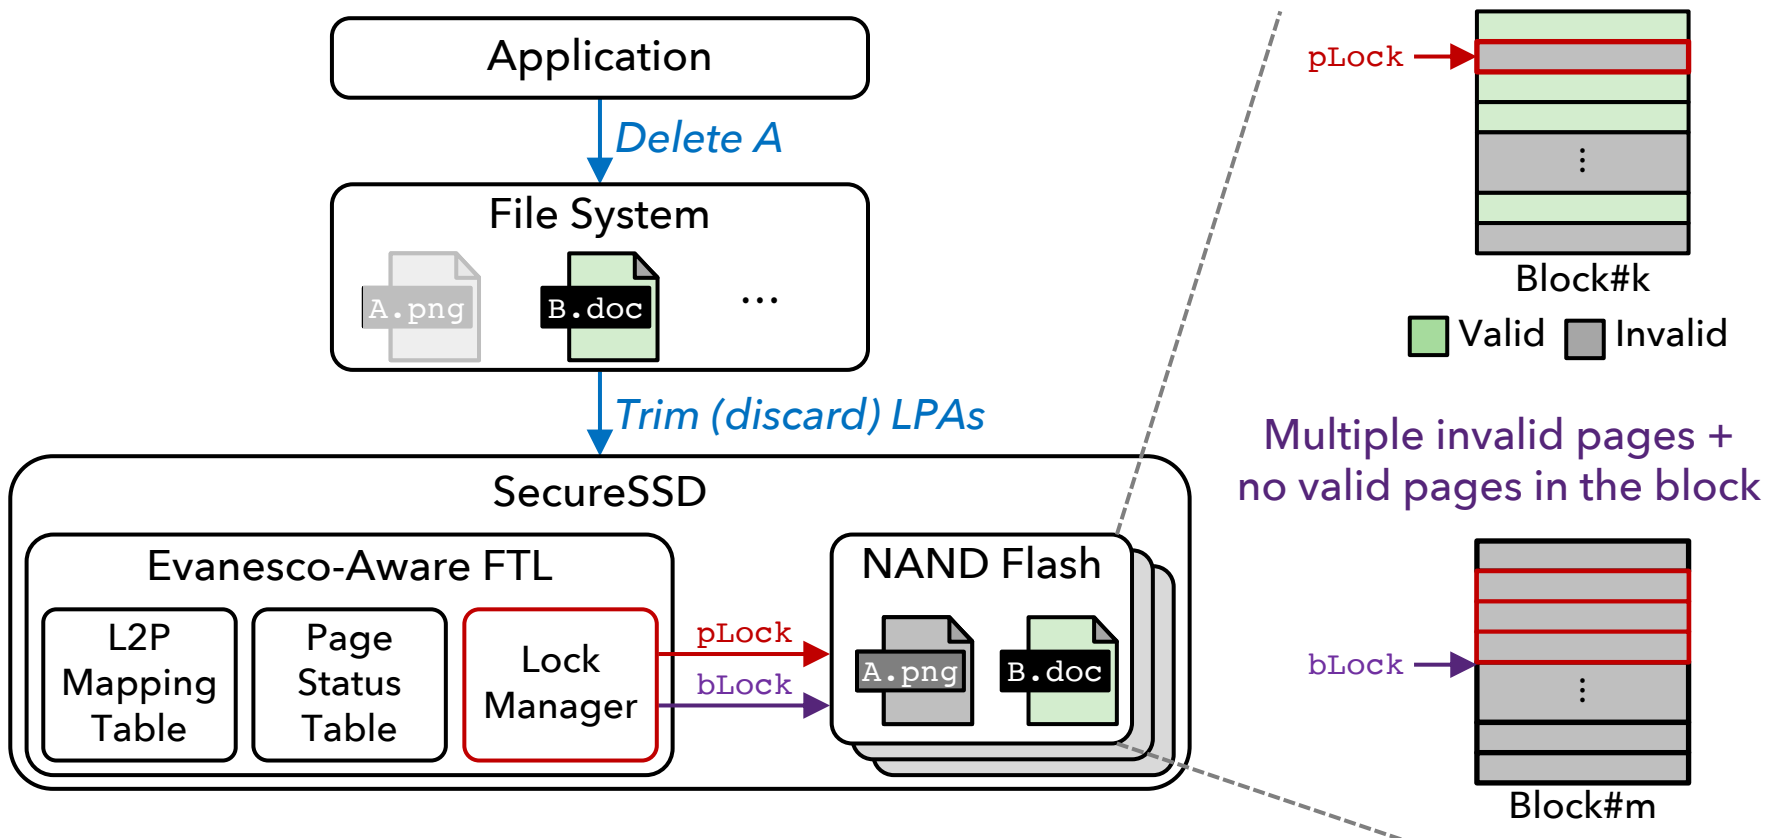 Application
Delete A
File System
A.png
B.doc
...
Trim (discard) LPAs
SecureSSD
Evanesco-Aware FTL
L2P
Mapping
Table
Page
Status
Table
Lock
Manager
pLock
bLock
NAND Flash
A.png
B.doc
pLock
⋮
Block#k
Valid
Invalid
Multiple invalid pages +
no valid pages in the block
bLock
⋮
Block#m